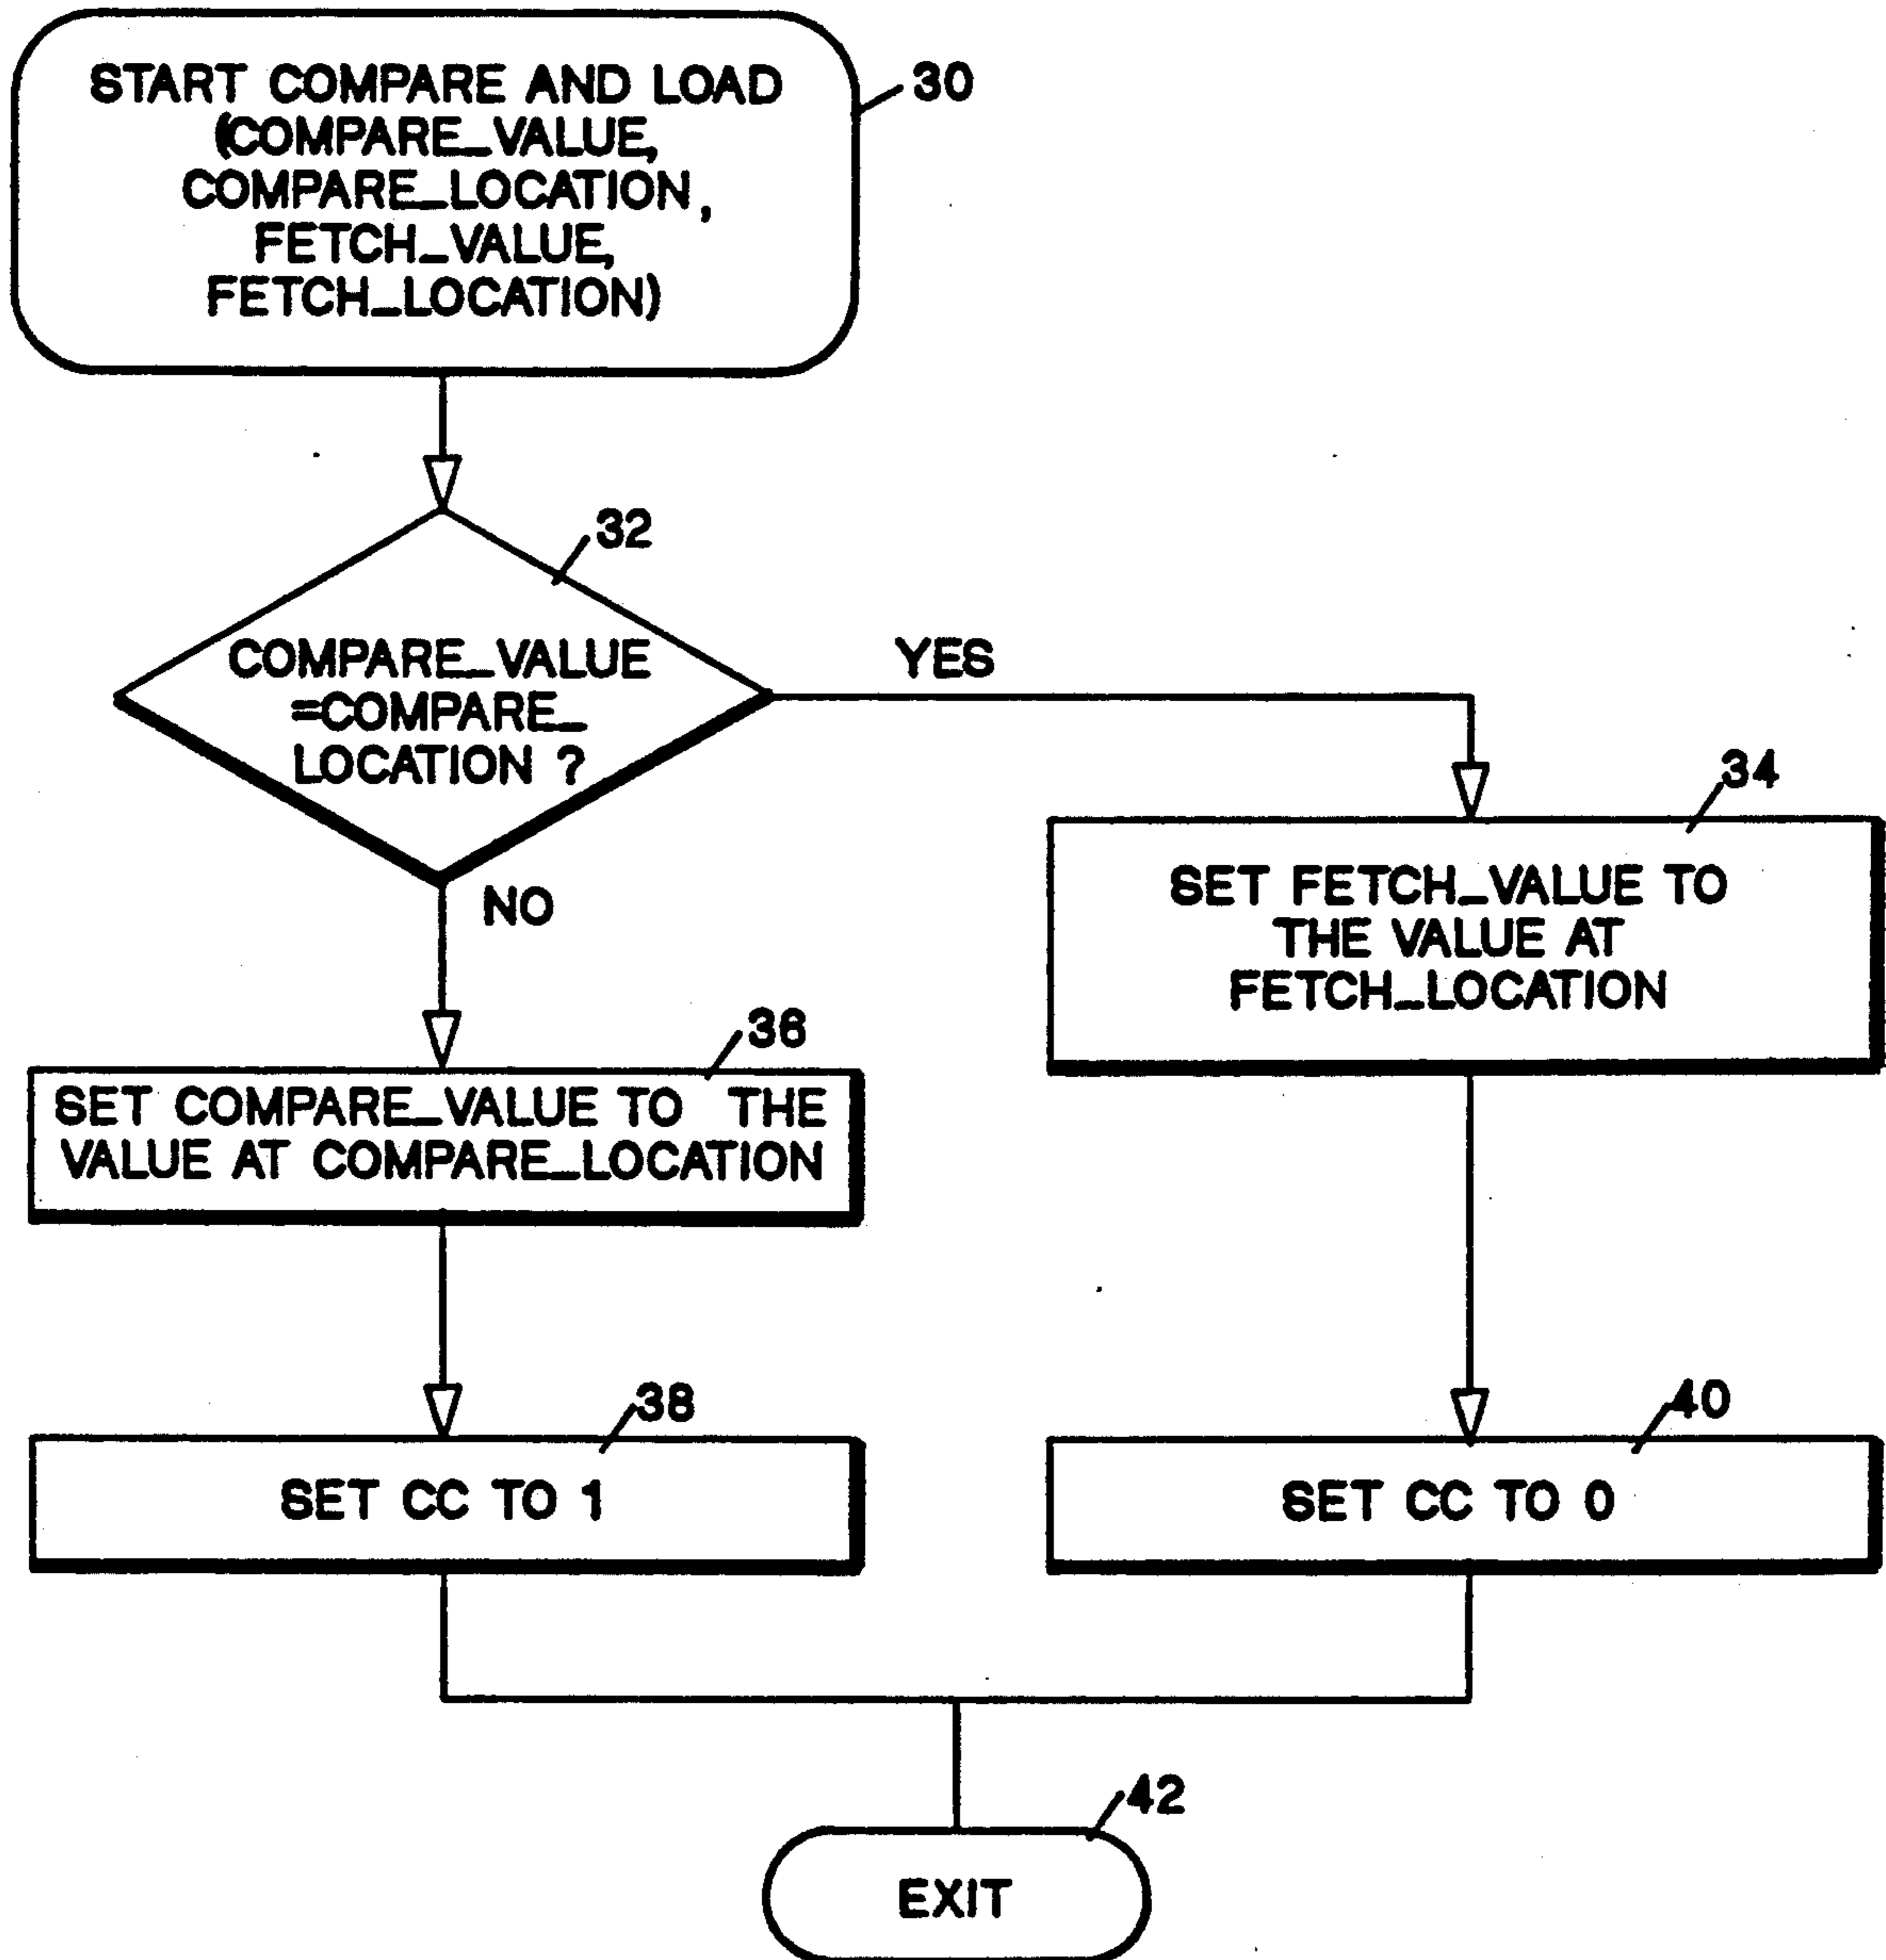 START COMPARE AND LOAD
(COMPARE_VALUE,
COMPARE_LOCATION,
FETCH_VALUE,
FETCH_LOCATION)
30
32
COMPARE_VALUE
=COMPARE_
LOCATION ?
YES
NO
34
SET FETCH_VALUE TO
THE VALUE AT
FETCH_LOCATION
36
SET COMPARE_VALUE TO THE
VALUE AT COMPARE_LOCATION
38
SET CC TO 1
40
SET CC TO 0
42
EXIT